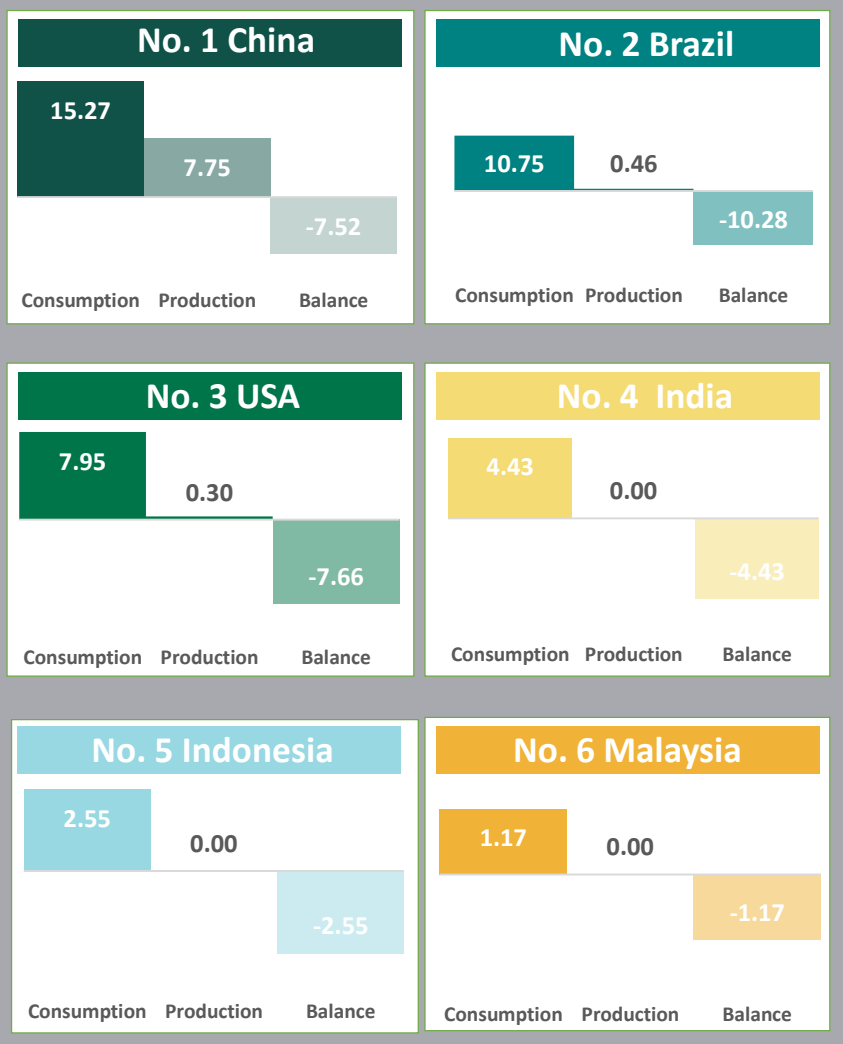 No. 1 China
15.27
7.75
-7.52
Consumption Production Balance
No. 2 Brazil
10.75
0.46
-10.28
Consumption Production Balance
No. 3 USA
7.95
0.30
-7.66
Consumption Production Balance
No. 4 India
4.43
0.00
-4.43
Consumption Production Balance
No. 5 Indonesia
2.55
0.00
-2.55
Consumption Production Balance
No. 6 Malaysia
1.17
0.00
-1.17
Consumption Production Balance